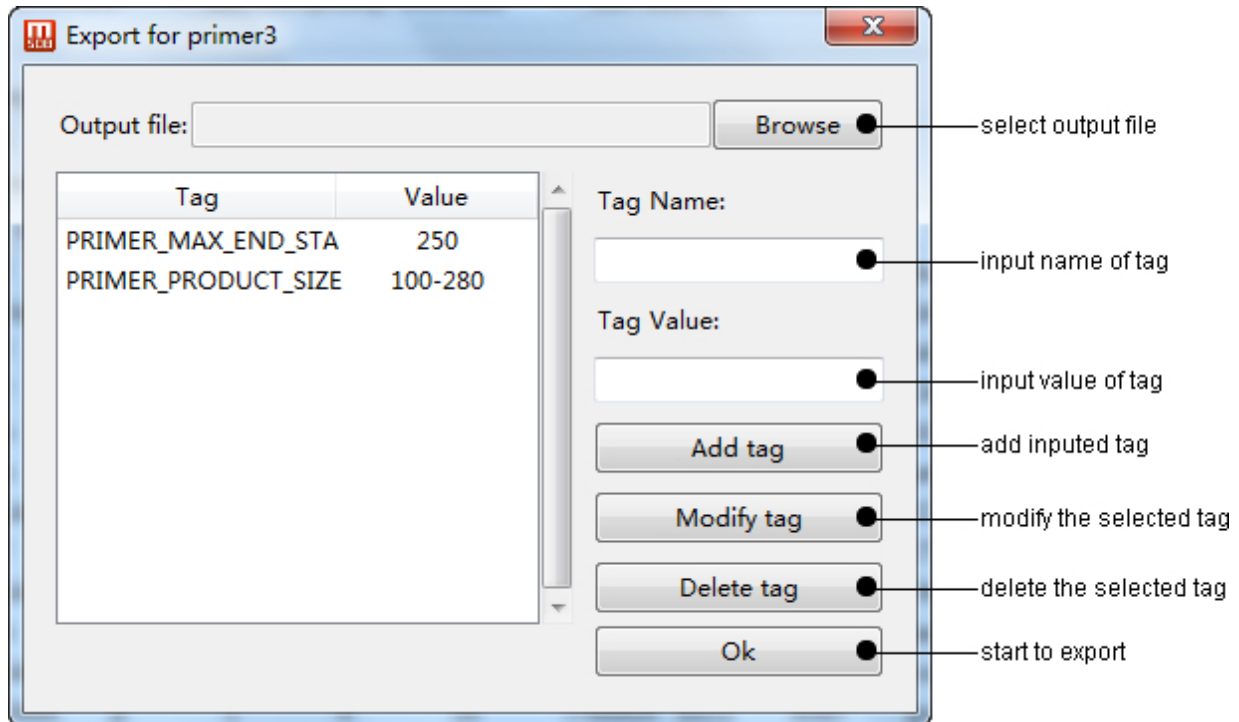 Export for primer3
Output file:
Browse
select output file
Tag Value
PRIMER_MAX_END_STA 250
PRIMER_PRODUCT_SIZE 100-280
Tag Name:
input name of tag
Tag Value:
input value of tag
Add tag
add inputed tag
Modify tag
modify the selected tag
Delete tag
delete the selected tag
Ok
start to export